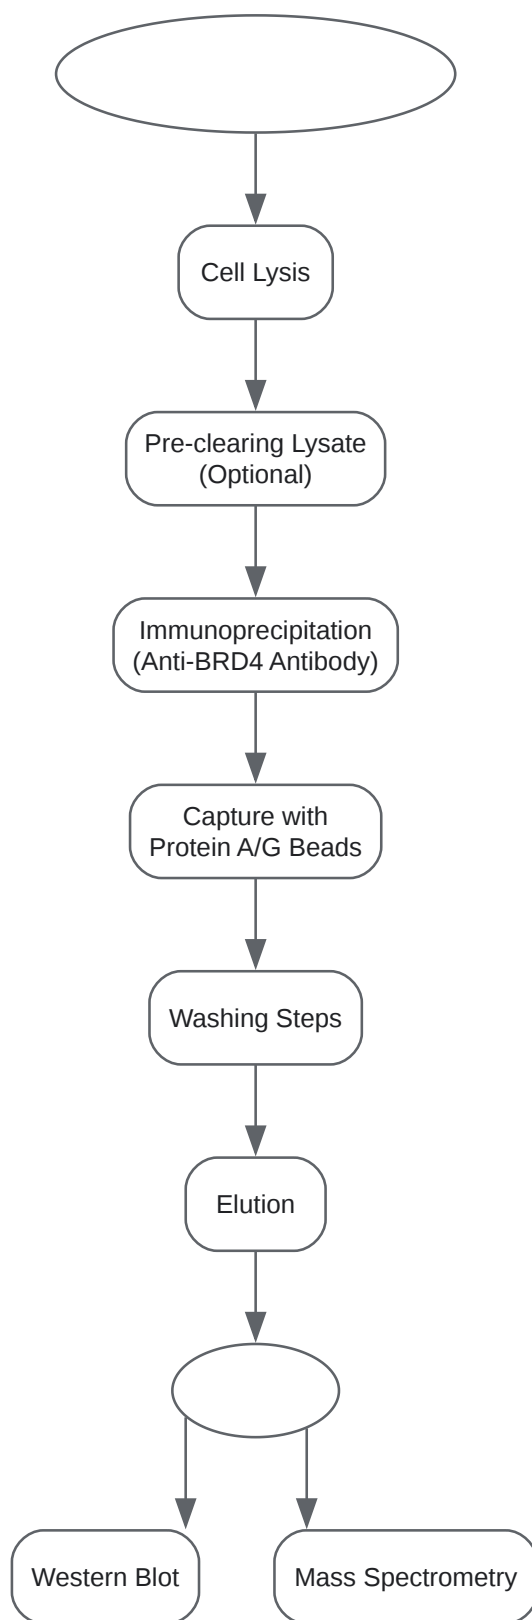 Cell Lysis
Pre-clearing Lysate
(Optional)
Immunoprecipitation
(Anti-BRD4 Antibody)
Capture with
Protein A/G Beads
Washing Steps
Elution
Western Blot
Mass Spectrometry